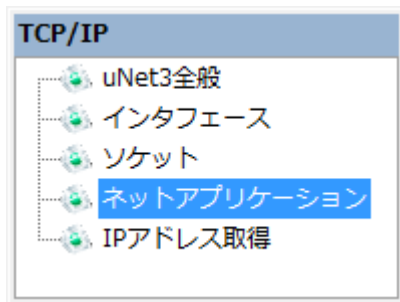 TCP/IP
uNet3全般
インタフェース
ソケット
ネットアプリケーション
IPアドレス取得